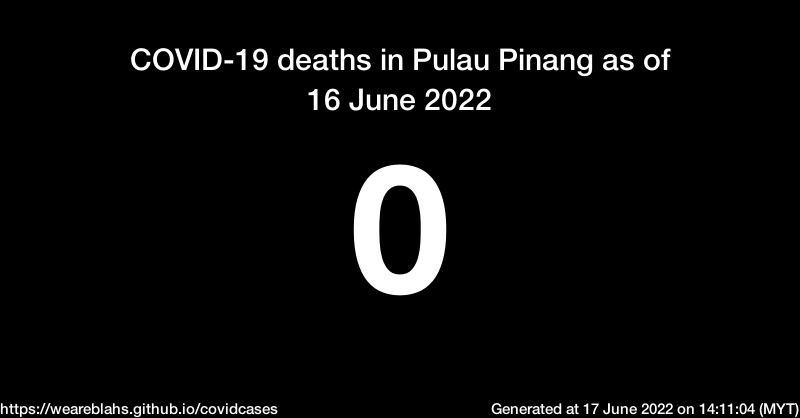 COVID-19 deaths in Pulau Pinang as of
16 June 2022
0
https://weareblahs.github.io/covidcases
Generated at 17 June 2022 on 14:11:04 (MYT)